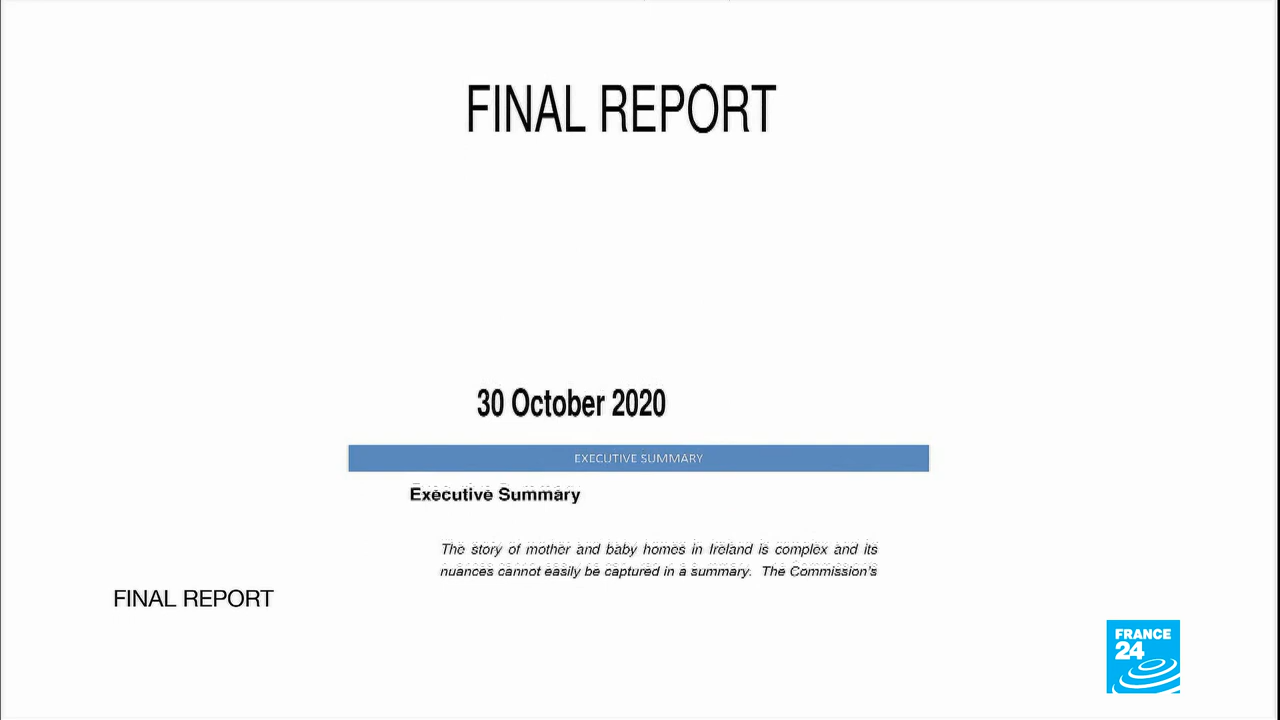 FINAL REPORT
30 October 2020
EXECUTIVE SUMMARY
Executive Summary
The story of mother and baby homes in Ireland is complex and its
nuances cannot easily be captured in a summary. The Commission's
FINAL REPORT
FRANCE
24